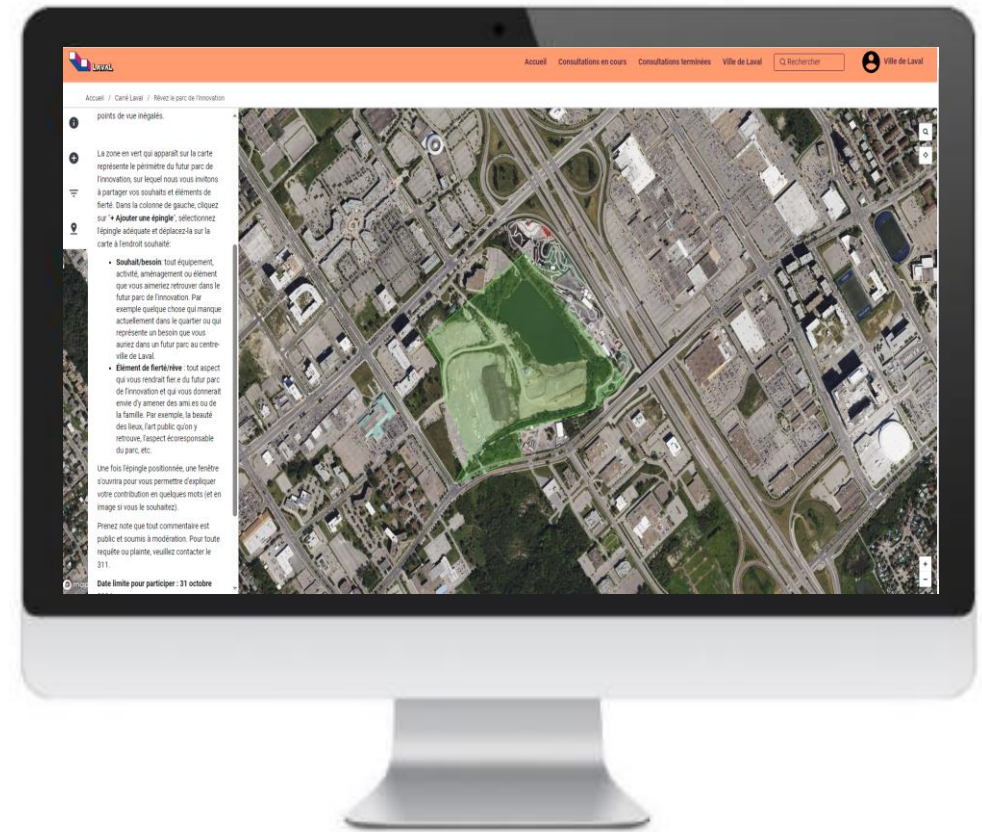 LAVAL
Accueil Consultations en cours Consultations terminées Ville de Laval Rechercher Ville de Laval
Accueil / Carré Laval / Rêvez le parc de l'innovation
points de vue inégalés.
La zone en vert qui apparaît sur la carte
représente le périmètre du futur parc de
l'innovation, sur lequel nous vous invitons
à partager vos souhaits et éléments de
fierté. Dans la colonne de gauche, cliquez
sur "+ Ajouter une épingle", sélectionnez
l'épingle adéquate et déplacez-la sur la
carte à l'endroit souhaité:
• Souhait/besoin: tout équipement,
activité, aménagement ou élément
que vous aimeriez retrouver dans le
futur parc de l'innovation. Par
exemple quelque chose qui manque
actuellement dans le quartier ou qui
représente un besoin que vous
auriez dans un futur parc au centre-
ville de Laval.
• Élément de fierté/rêve : tout aspect
qui vous rendrait fier.e du futur parc
de l'innovation et qui vous donnerait
envie d'y amener des ami.es ou de
la famille. Par exemple, la beauté
des lieux, l'art public qu'on y
retrouve, l'aspect écoresponsable
du parc, etc.
Une fois l'épingle positionnée, une fenêtre
s'ouvrira pour vous permettre d'expliquer
votre contribution en quelques mots (et en
image si vous le souhaitez).
Prenez note que tout commentaire est
public et soumis à modération. Pour toute
requête ou plainte, veuillez contacter le
311.
Date limite pour participer : 31 octobre